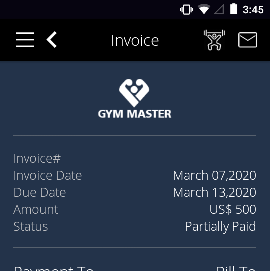 3:45
Invoice
GYM MASTER
Invoice#
Invoice Date March 07,2020
Due Date March 13,2020
Amount US$ 500
Status Partially Paid
Payment To Bill To